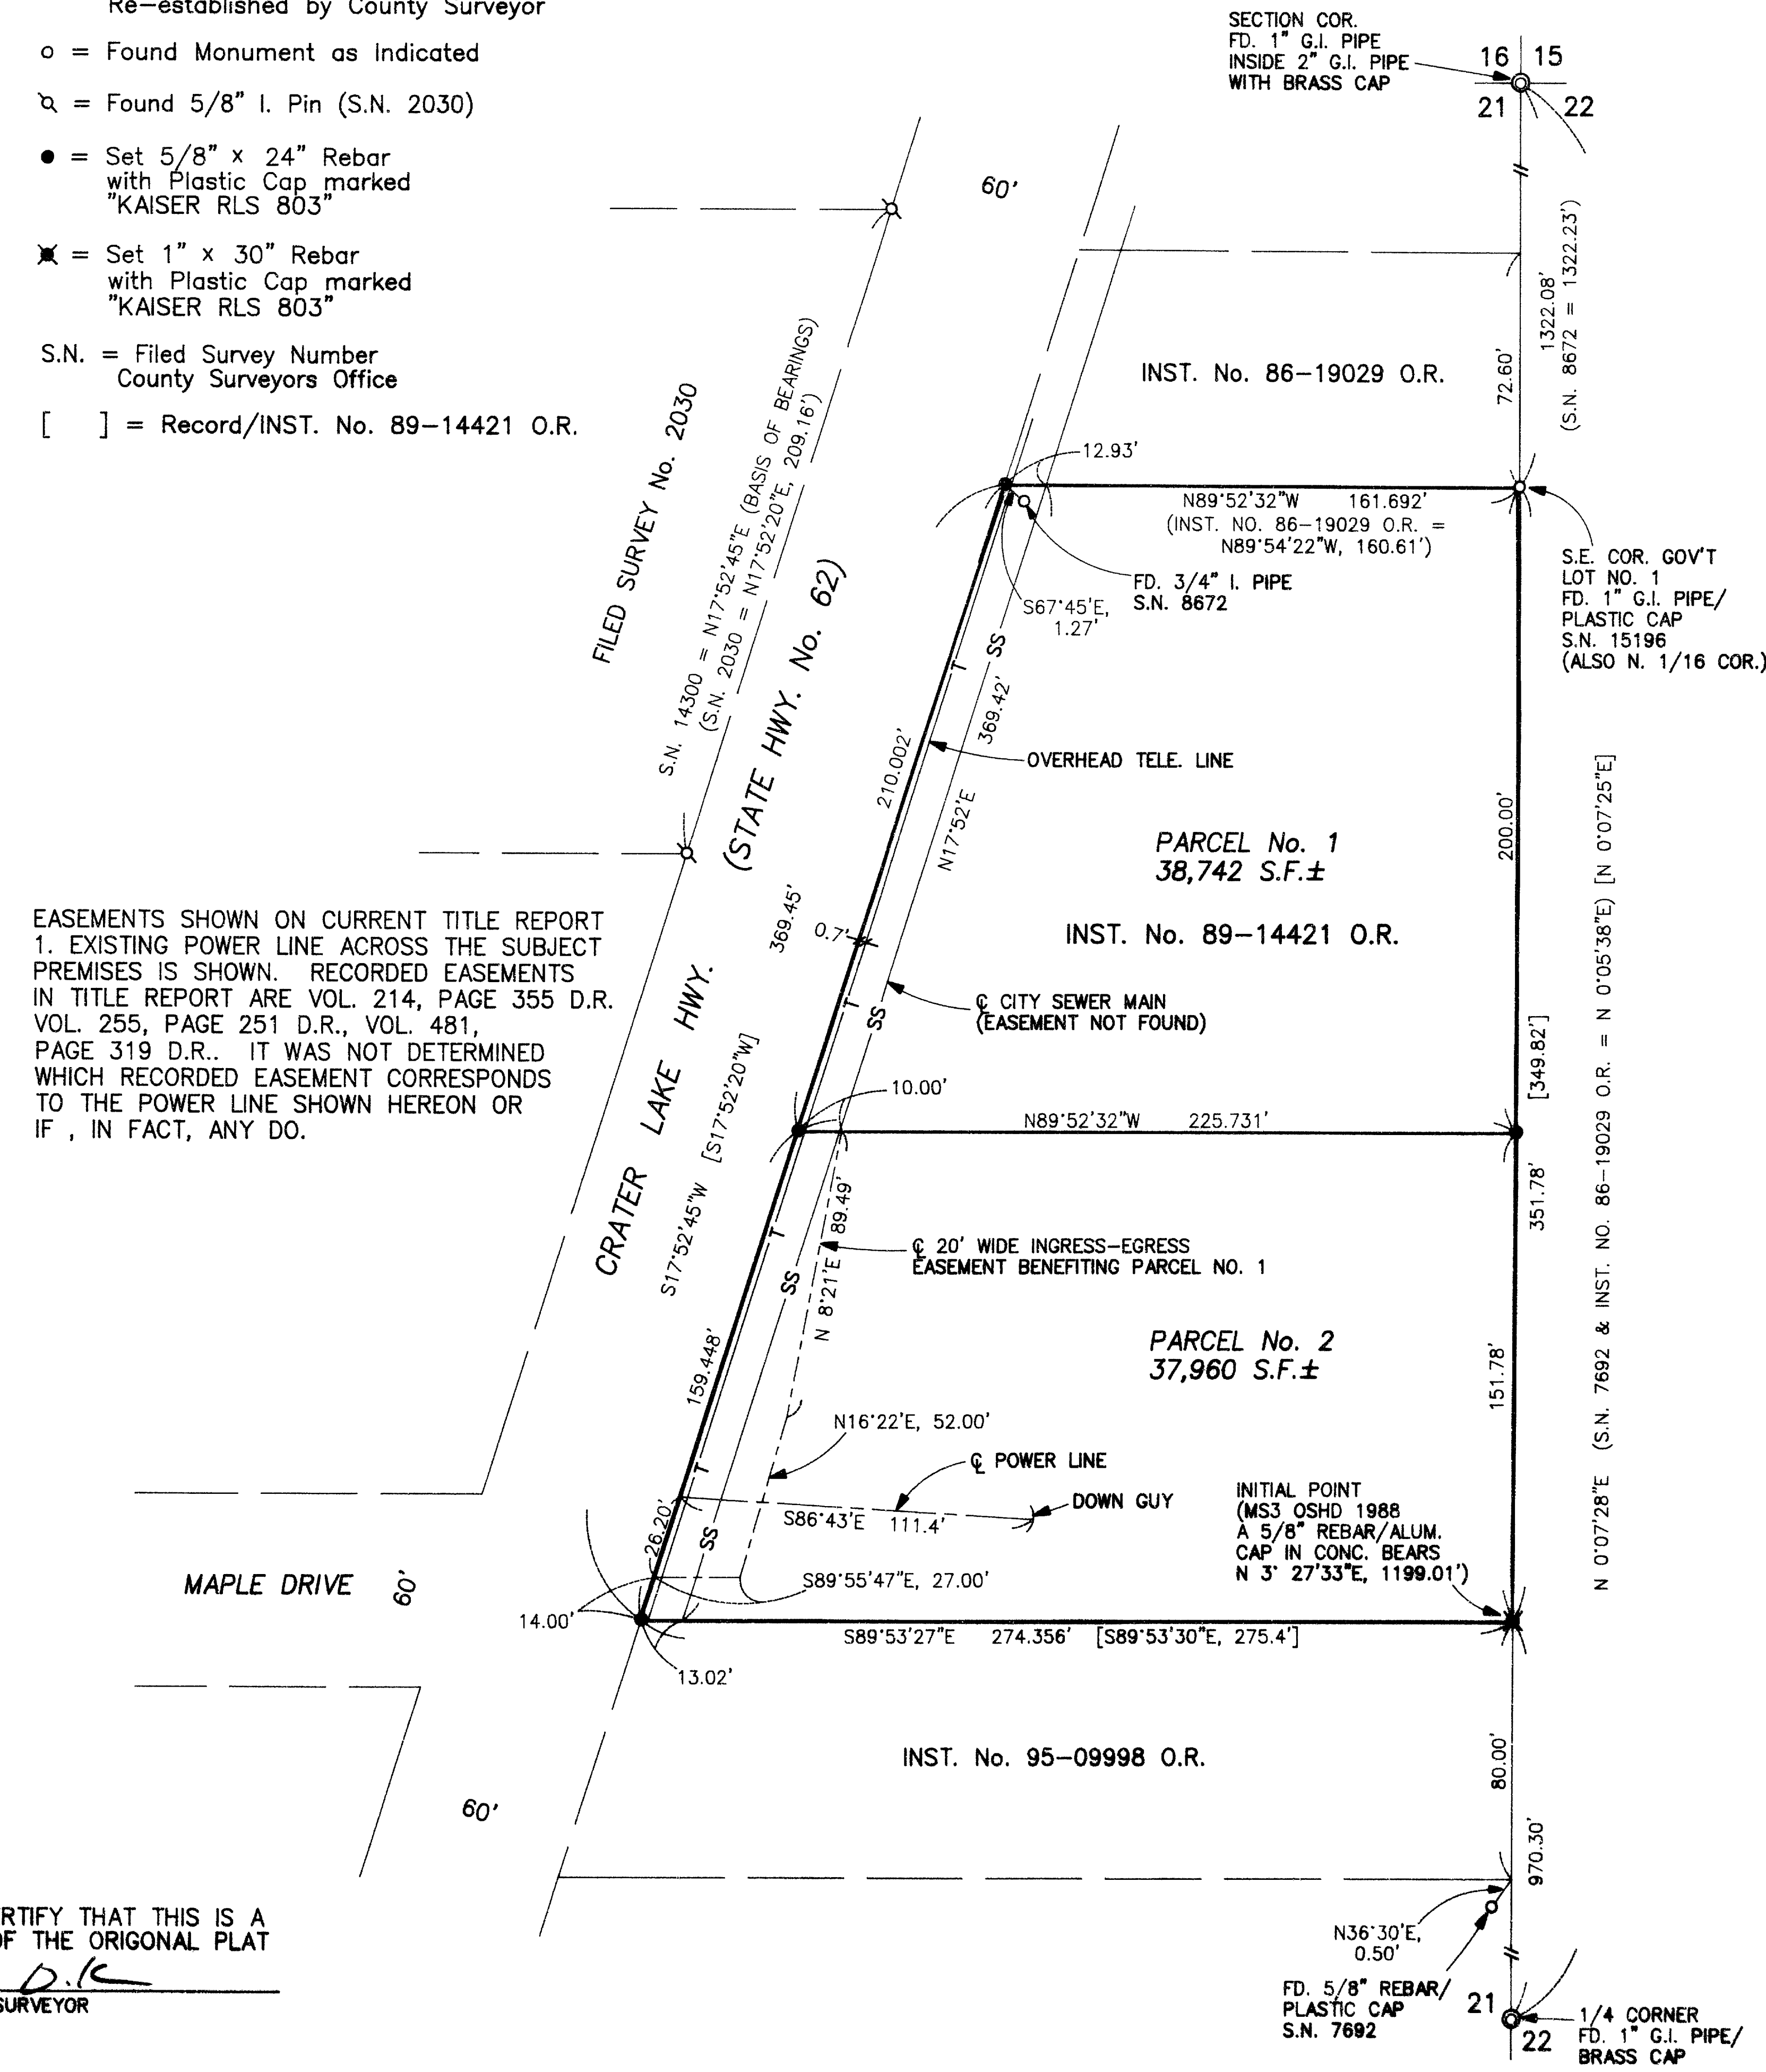 Re-established by County Surveyor
o = Found Monument as Indicated
= Found 5/8" I. Pin (S.N. 2030)
● = Set 5/8" x 24" Rebar
with Plastic Cap marked
"KAISER RLS 803"
= Set 1" x 30" Rebar
with Plastic Cap marked
"KAISER RLS 803"
S.N. = Filed Survey Number
County Surveyors Office
[ ] = Record/INST. No. 89-14421 O.R.
SECTION COR.
FD. 1" G.I. PIPE
INSIDE 2" G.I. PIPE
WITH BRASS CAP
16 15
21 22
60'
1322.08'
(S.N. 8672 = 1322.23')
72.60'
INST. No. 86-19029 O.R.
FILED SURVEY No. 2030
S.N. 14300 = N17°52'45"E (BASIS OF BEARINGS)
(S.N. 2030 = N17°52'20"E, 209.16')
12.93'
N89°52'32"W 161.692'
(INST. NO. 86-19029 O.R. =
N89°54'22"W, 160.61')
FD. 3/4" I. PIPE
S.N. 8672
S67°45'E,
1.27'
S.E. COR. GOV'T
LOT NO. 1
FD. 1" G.I. PIPE/
PLASTIC CAP
S.N. 15196
(ALSO N. 1/16 COR.)
CRATER LAKE HWY. (STATE HWY. No. 62)
T
SS
210.002'
369.42'
N17°52'E
OVERHEAD TELE. LINE
200.00'
PARCEL No. 1
38,742 S.F.±
INST. No. 89-14421 O.R.
369.45'
0.7'
S17°52'45"W [S17°52'20"W]
T
SS
℄ CITY SEWER MAIN
(EASEMENT NOT FOUND)
EASEMENTS SHOWN ON CURRENT TITLE REPORT
1. EXISTING POWER LINE ACROSS THE SUBJECT
PREMISES IS SHOWN. RECORDED EASEMENTS
IN TITLE REPORT ARE VOL. 214, PAGE 355 D.R.
VOL. 255, PAGE 251 D.R., VOL. 481,
PAGE 319 D.R.. IT WAS NOT DETERMINED
WHICH RECORDED EASEMENT CORRESPONDS
TO THE POWER LINE SHOWN HEREON OR
IF , IN FACT, ANY DO.
10.00'
N89°52'32"W 225.731'
[349.82']
351.78'
N 0°07'28"E (S.N. 7692 & INST. NO. 86-19029 O.R. = N 0°05'38"E) [N 0°07'25"E]
T
SS
N 8°21'E 89.49'
℄ 20' WIDE INGRESS-EGRESS
EASEMENT BENEFITING PARCEL NO. 1
159.448'
PARCEL No. 2
37,960 S.F.±
151.78'
N16°22'E, 52.00'
℄ POWER LINE
DOWN GUY
T
SS
26.20'
S86°43'E 111.4'
INITIAL POINT
(MS3 OSHD 1988
A 5/8" REBAR/ALUM.
CAP IN CONC. BEARS
N 3° 27'33"E, 1199.01')
MAPLE DRIVE 60'
S89°55'47"E, 27.00'
14.00'
S89°53'27"E 274.356' [S89°53'30"E, 275.4']
13.02'
INST. No. 95-09998 O.R.
80.00'
60'
970.30'
N36°30'E,
0.50'
FD. 5/8" REBAR/
PLASTIC CAP
S.N. 7692
21
22
1/4 CORNER
FD. 1" G.I. PIPE/
BRASS CAP
RTIFY THAT THIS IS A
OF THE ORIGONAL PLAT
D.K
SURVEYOR